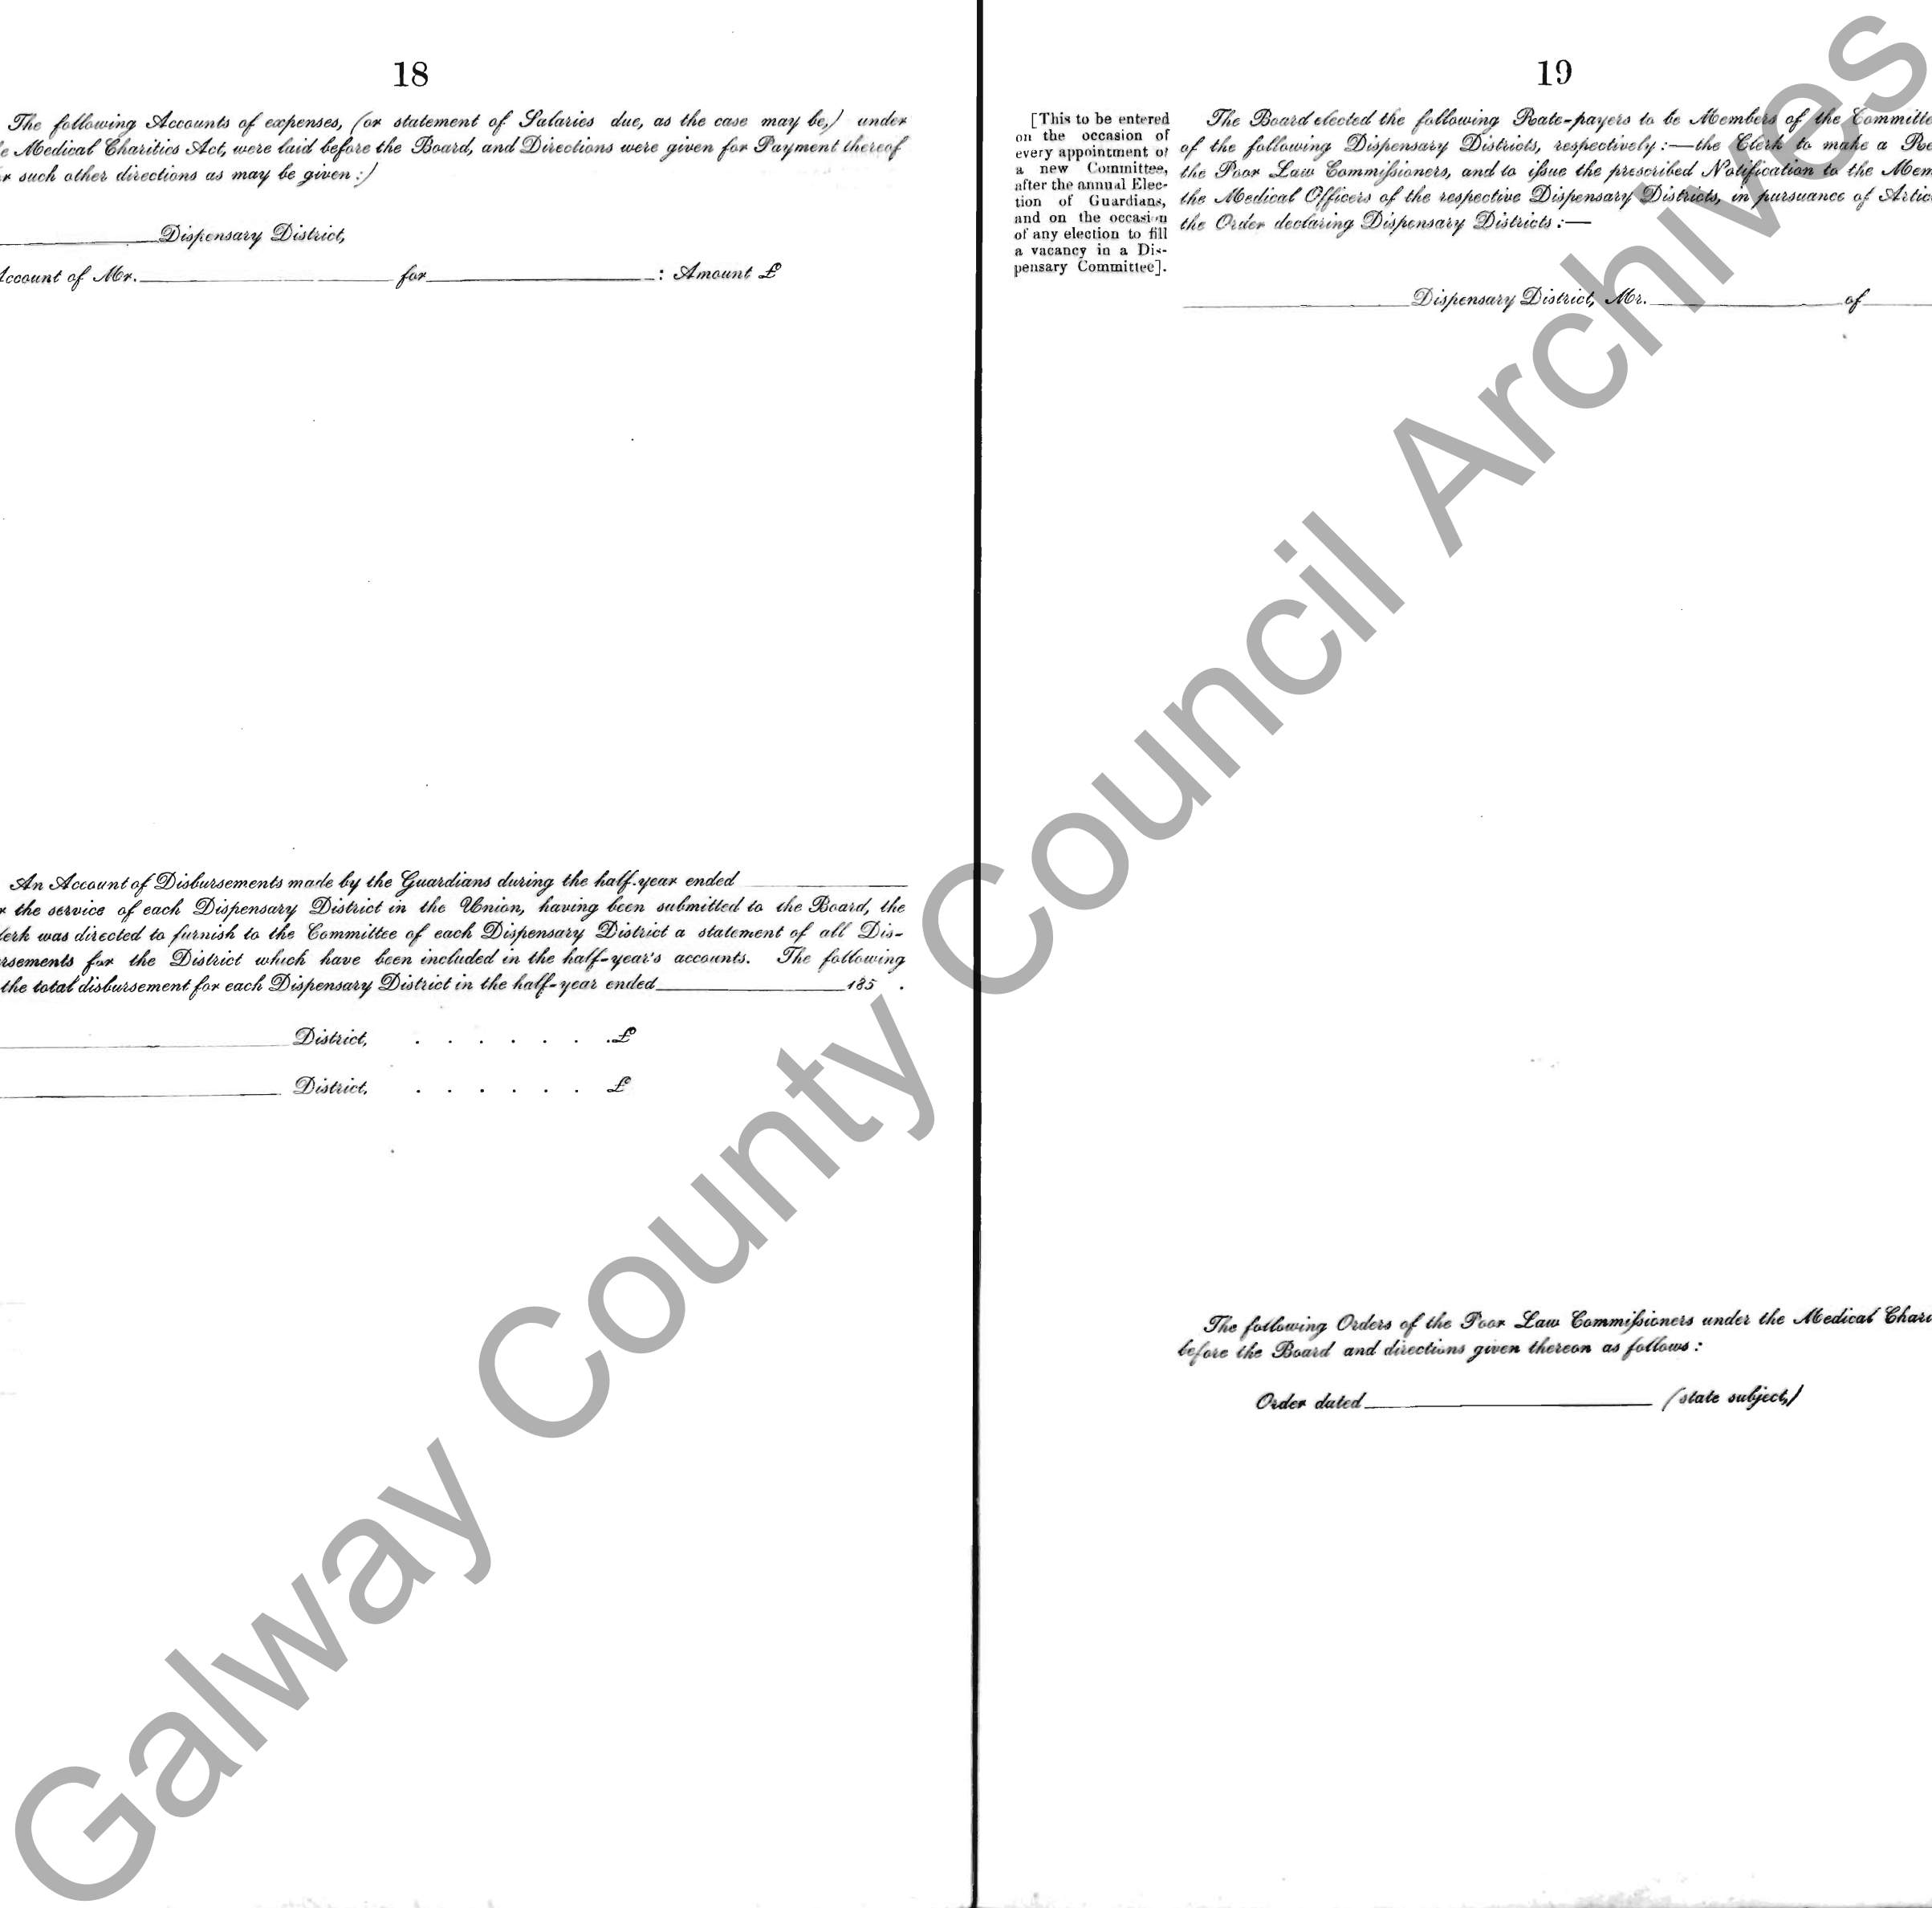 18
The following Accounts of expenses, (or statement of Salaries due, as the case may be,) under
Medical Charities Act, were laid before the Board, and Directions were given for Payment thereof
such other directions as may be given:)
Dispensary District,
Account of Mr. for : Amount £
An Account of Disbursements made by the Guardians during the half-year ended
the service of each Dispensary District in the Union, having been submitted to the Board, the
was directed to furnish to the Committee of each Dispensary District a statement of all Dis-
for the District which have been included in the half-year's accounts. The following
the total disbursement for each Dispensary District in the half-year ended 185 .
District, . . . . . . .£
District, . . . . . . £
19
[This to be entered
on the occasion of
every appointment of
a new Committee,
after the annual Elec-
tion of Guardians,
and on the occasion
of any election to fill
a vacancy in a Dis-
pensary Committee].
The Board elected the following Rate-payers to be Members of the Committe
of the following Dispensary Districts, respectively:—the Clerk to make a
the Poor Law Commissioners, and to issue the prescribed Notification to the Mem
the Medical Officers of the respective Dispensary Districts, in pursuance of Artic
the Order declaring Dispensary Districts:—
Dispensary District, Mr. of
The following Orders of the Poor Law Commissioners under the Medical Chari
before the Board and directions given thereon as follows:
Order dated (state subject,)
Galway County Council Archives